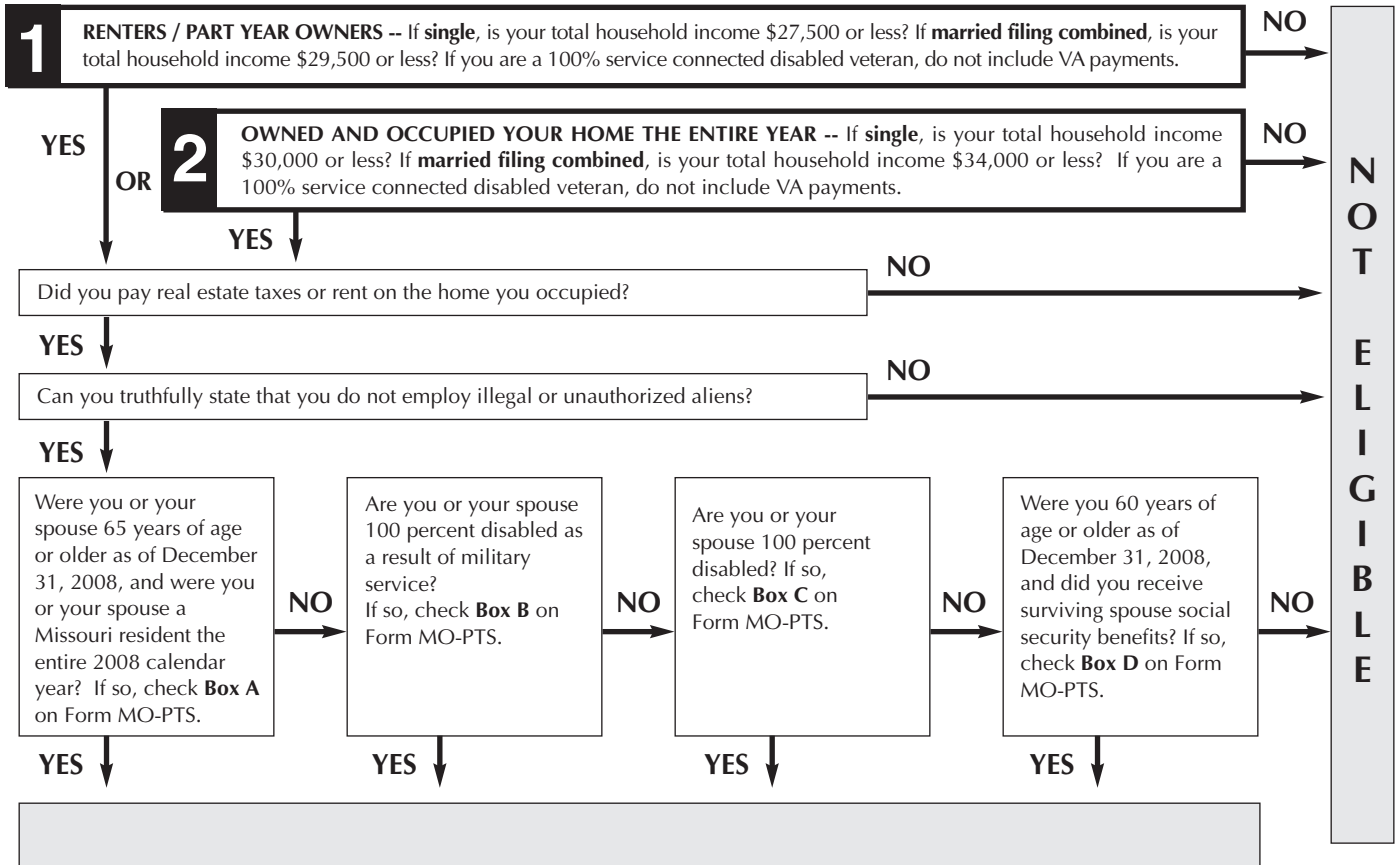 1
RENTERS / PART YEAR OWNERS -- If single, is your total household income $27,500 or less? If married filing combined, is your
total household income $29,500 or less? If you are a 100% service connected disabled veteran, do not include VA payments.
NO
YES
OR
2
OWNED AND OCCUPIED YOUR HOME THE ENTIRE YEAR -- If single, is your total household income
$30,000 or less? If married filing combined, is your total household income $34,000 or less? If you are a
100% service connected disabled veteran, do not include VA payments.
NO
YES
Did you pay real estate taxes or rent on the home you occupied?
NO
YES
Can you truthfully state that you do not employ illegal or unauthorized aliens?
NO
YES
Were you or your
spouse 65 years of age
or older as of December
31, 2008, and were you
or your spouse a
Missouri resident the
entire 2008 calendar
year? If so, check Box A
on Form MO-PTS.
NO
Are you or your spouse
100 percent disabled as
a result of military
service?
If so, check Box B on
Form MO-PTS.
NO
Are you or your
spouse 100 percent
disabled? If so,
check Box C on
Form MO-PTS.
NO
Were you 60 years of
age or older as of
December 31, 2008,
and did you receive
surviving spouse social
security benefits? If so,
check Box D on Form
MO-PTS.
NO
YES
YES
YES
YES
NOT ELIGIBLE